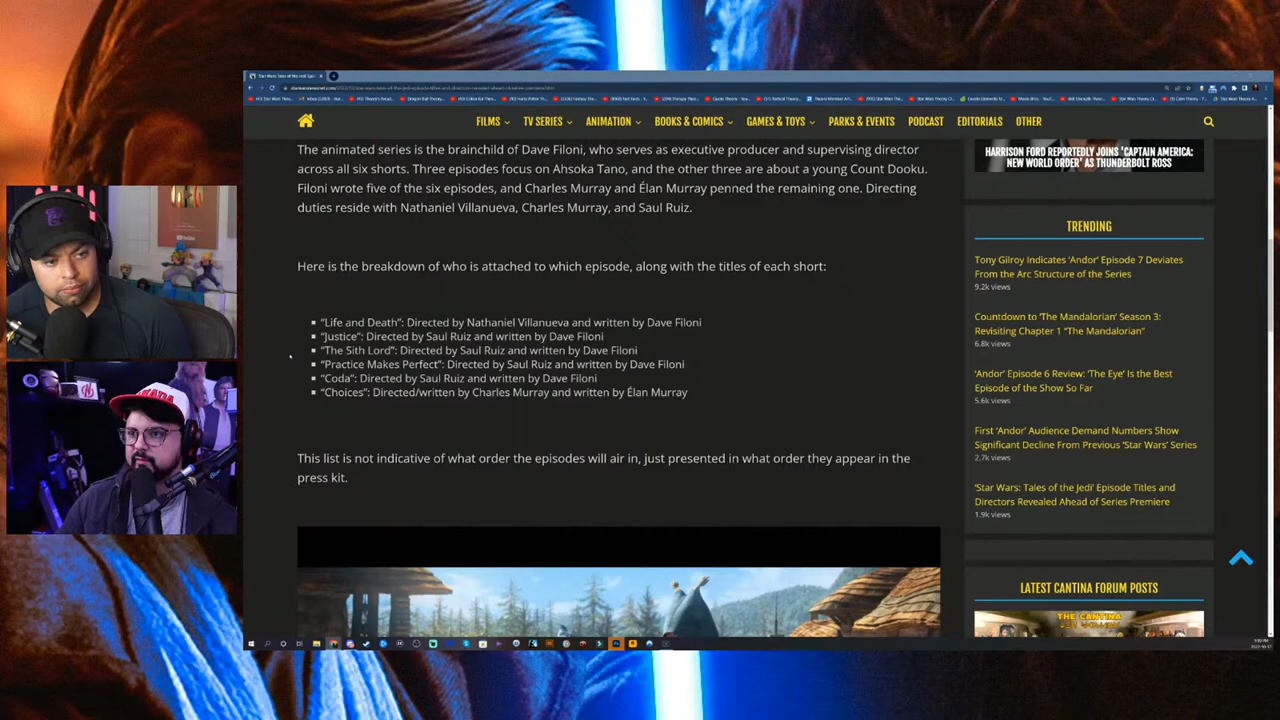 Star Wars Tales of the Jedi Epis
FILMS
TV SERIES
ANIMATION
BOOKS & COMICS
GAMES & TOYS
PARKS & EVENTS
PODCAST
EDITORIALS
OTHER
The animated series is the brainchild of Dave Filoni, who serves as executive producer and supervising director
across all six shorts. Three episodes focus on Ahsoka Tano, and the other three are about a young Count Dooku.
Filoni wrote five of the six episodes, and Charles Murray and Élan Murray penned the remaining one. Directing
duties reside with Nathaniel Villanueva, Charles Murray, and Saul Ruiz.
Here is the breakdown of who is attached to which episode, along with the titles of each short:
“Life and Death”: Directed by Nathaniel Villanueva and written by Dave Filoni
“Justice”: Directed by Saul Ruiz and written by Dave Filoni
“The Sith Lord”: Directed by Saul Ruiz and written by Dave Filoni
“Practice Makes Perfect”: Directed by Saul Ruiz and written by Dave Filoni
“Coda”: Directed by Saul Ruiz and written by Dave Filoni
“Choices”: Directed/written by Charles Murray and written by Élan Murray
This list is not indicative of what order the episodes will air in, just presented in what order they appear in the
press kit.
HARRISON FORD REPORTEDLY JOINS 'CAPTAIN AMERICA:
NEW WORLD ORDER' AS THUNDERBOLT ROSS
TRENDING
Tony Gilroy Indicates ‘Andor’ Episode 7 Deviates
From the Arc Structure of the Series
9.2k views
Countdown to ‘The Mandalorian’ Season 3:
Revisiting Chapter 1 “The Mandalorian”
6.8k views
‘Andor’ Episode 6 Review: ‘The Eye’ Is the Best
Episode of the Show So Far
5.6k views
First ‘Andor’ Audience Demand Numbers Show
Significant Decline From Previous ‘Star Wars’ Series
2.7k views
‘Star Wars: Tales of the Jedi’ Episode Titles and
Directors Revealed Ahead of Series Premiere
1.9k views
LATEST CANTINA FORUM POSTS
THE CANTINA